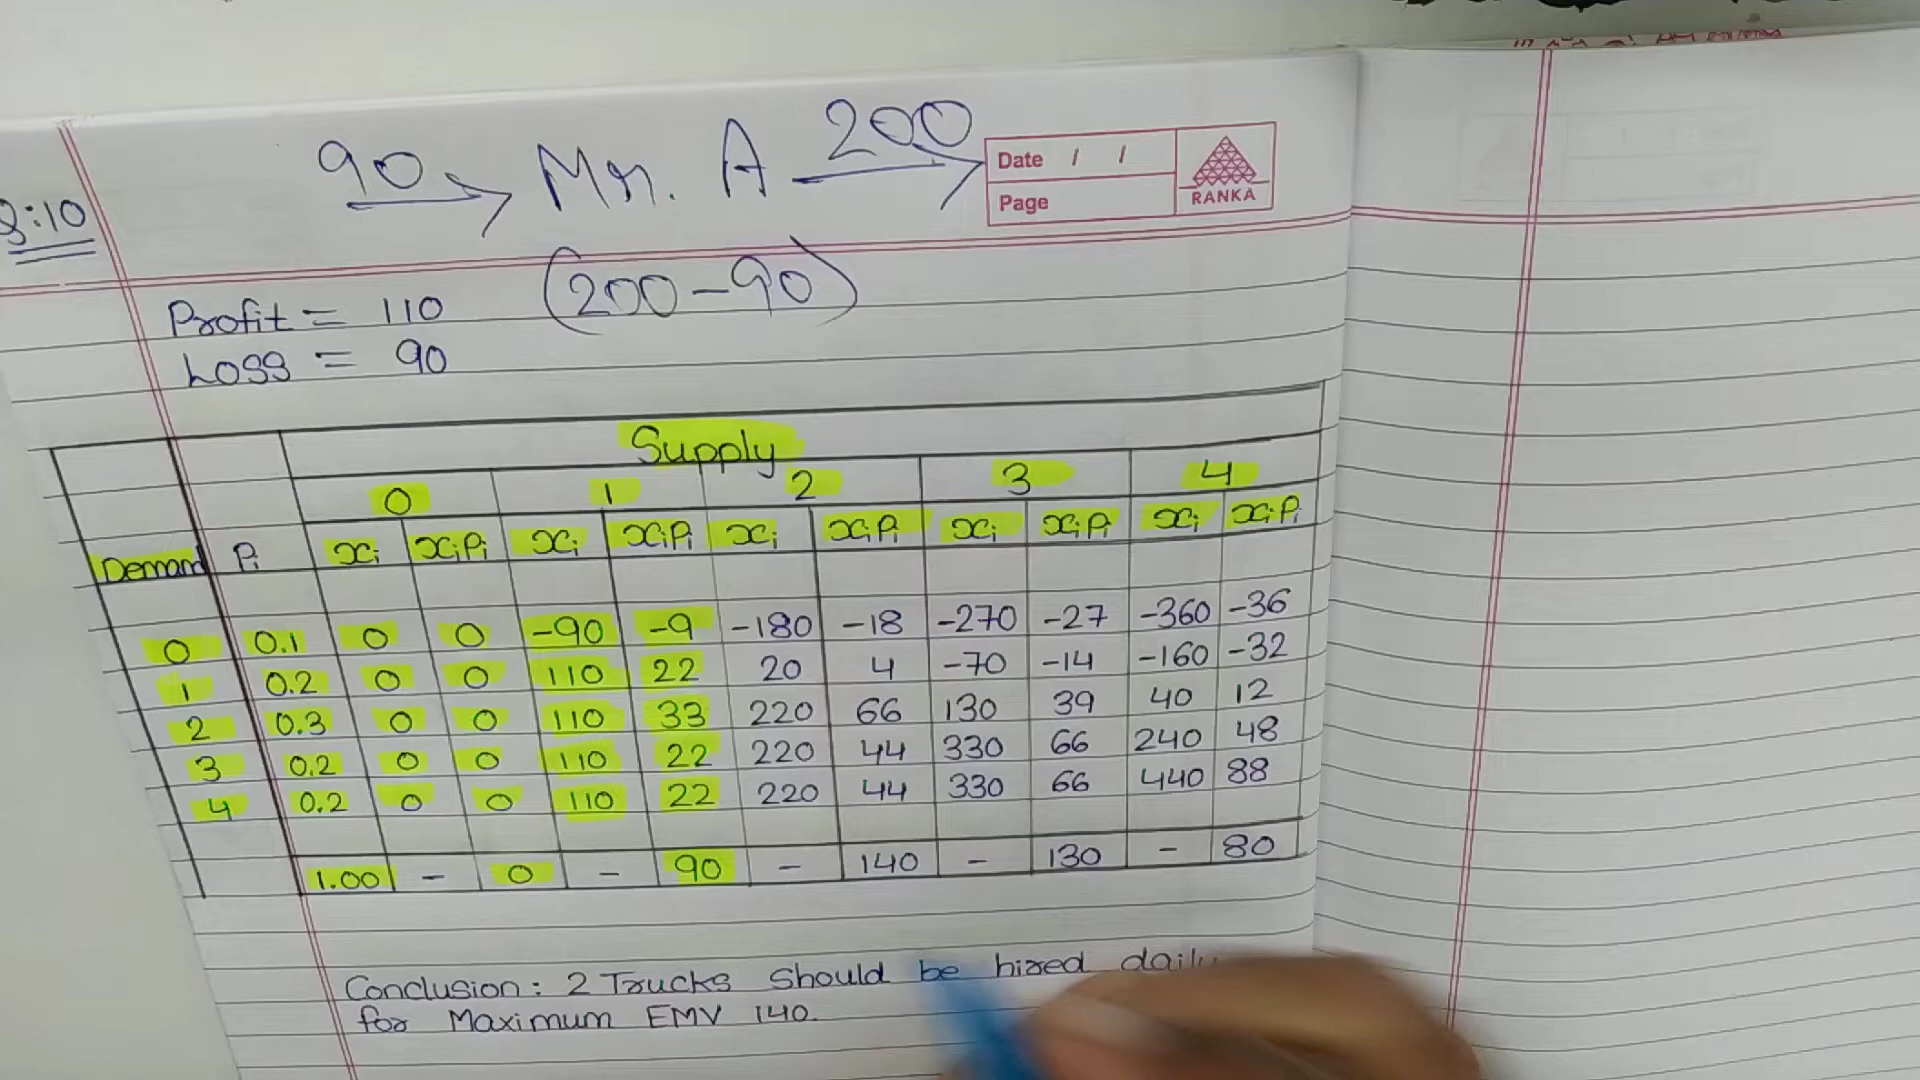 90 → Mr. A 200 →
Date / /
Page
RANKA
:10
Profit = 110 (200-90)
Loss = 90
Supply
0 1 2 3 4
Demand Pi xi xiPi xi xiPi xi xiPi xi xiPi xi xiPi
0 0.1 0 0 -90 -9 -180 -18 -270 -27 -360 -36
1 0.2 0 0 110 22 20 4 -70 -14 -160 -32
2 0.3 0 0 110 33 220 66 130 39 40 12
3 0.2 0 0 110 22 220 44 330 66 240 48
4 0.2 0 0 110 22 220 44 330 66 440 88
1.00 - 0 - 90 - 140 - 130 - 80
Conclusion: 2 Trucks should be hired daily
for Maximum EMV 140.